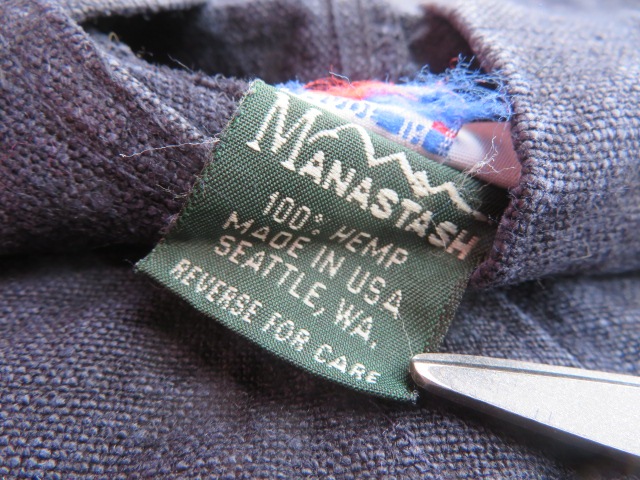 MANASTASH
100% HEMP
MADE IN USA
SEATTLE, WA.
REVERSE FOR CARE